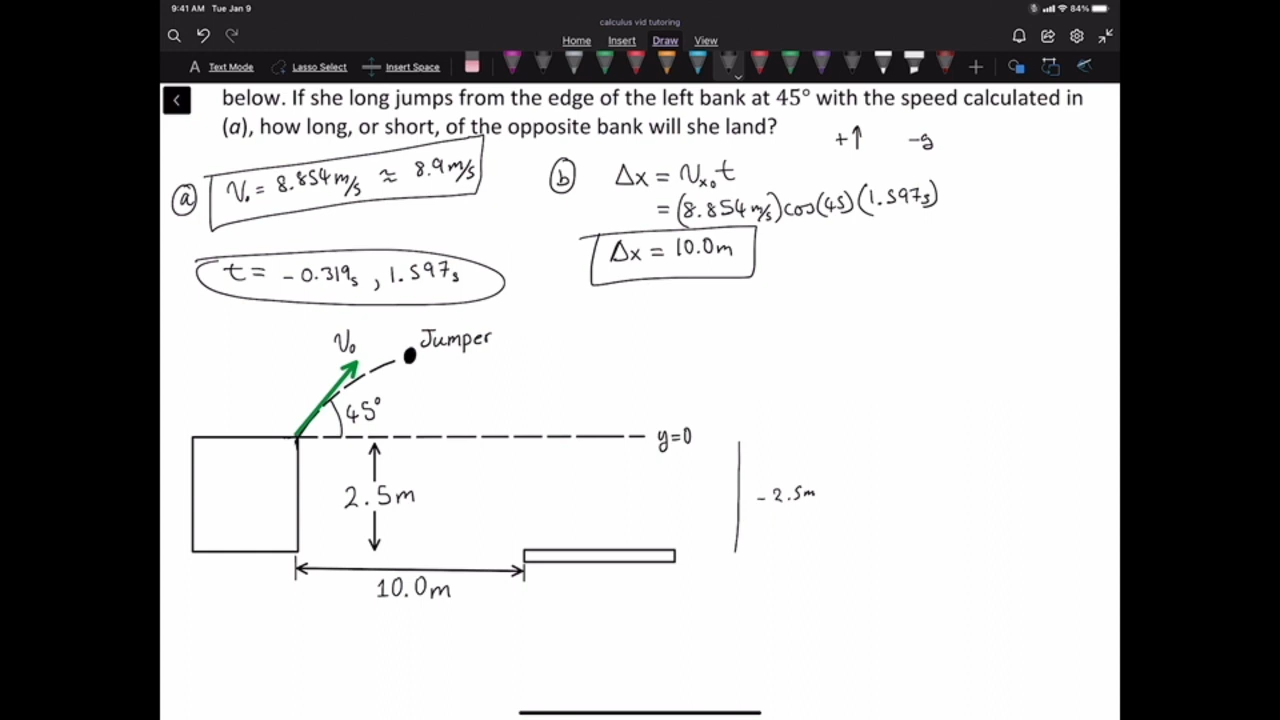 9:41 AM Tue Jan 9
84%
calculus vid tutoring
Home Insert Draw View
A Text Mode Lasso Select Insert Space
below. If she long jumps from the edge of the left bank at 45° with the speed calculated in
(a), how long, or short, of the opposite bank will she land?
+↑ -g
(a) V₀ = 8.854 m/s ≈ 8.9 m/s
(b) Δx = Vx₀ t
= (8.854 m/s) cos(45) (1.597s)
Δx = 10.0m
t = -0.319s , 1.597s
V₀
Jumper
45°
y=0
2.5m
-2.5m
10.0m